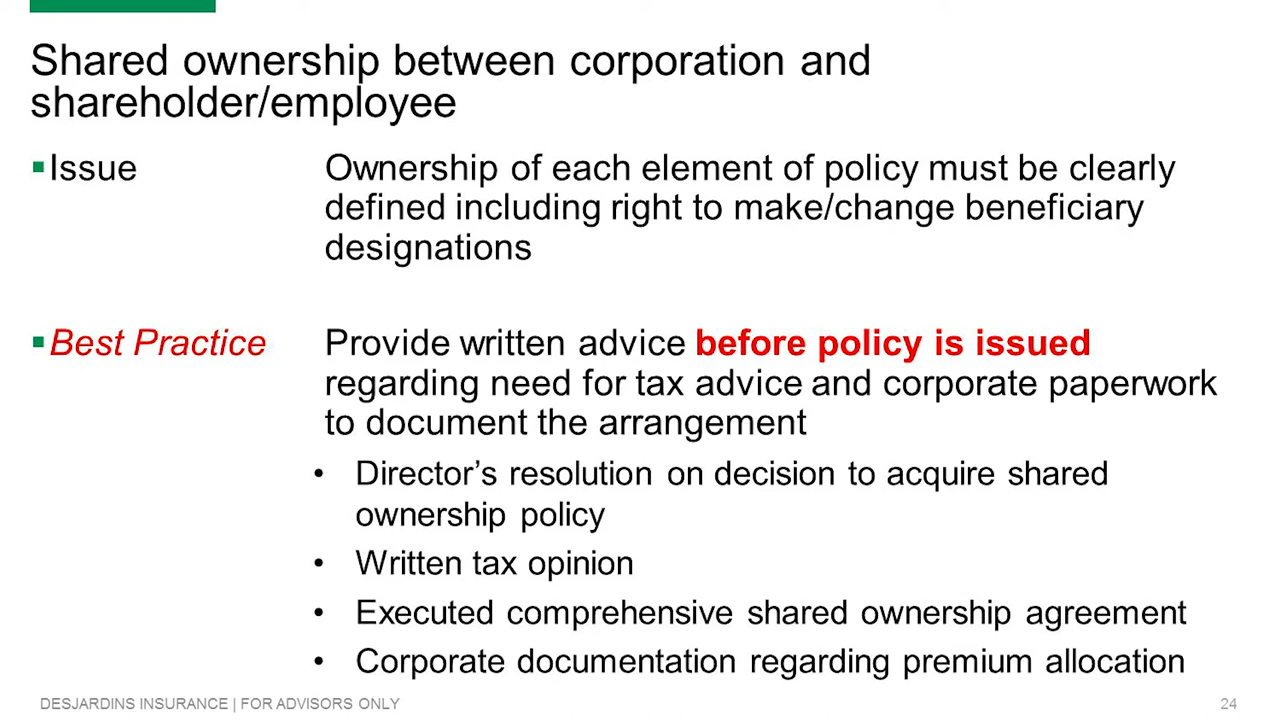 Shared ownership between corporation and
shareholder/employee
▪Issue
Ownership of each element of policy must be clearly
defined including right to make/change beneficiary
designations
▪Best Practice
Provide written advice before policy is issued
regarding need for tax advice and corporate paperwork
to document the arrangement
• Director’s resolution on decision to acquire shared
ownership policy
• Written tax opinion
• Executed comprehensive shared ownership agreement
• Corporate documentation regarding premium allocation
DESJARDINS INSURANCE | FOR ADVISORS ONLY
24